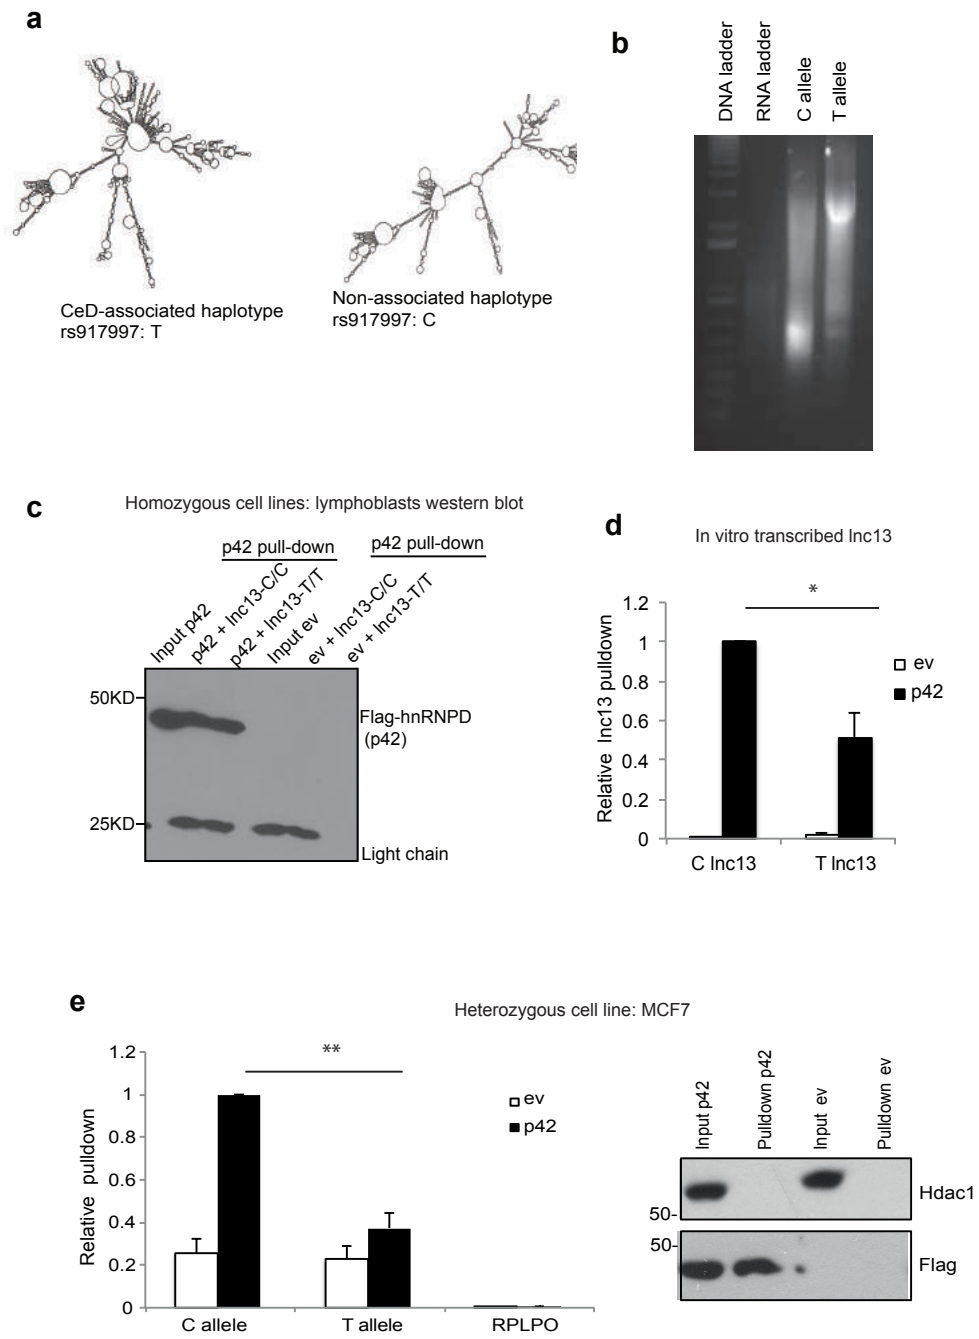 a
CeD-associated haplotype
rs917997: T
Non-associated haplotype
rs917997: C
b
DNA ladder
RNA ladder
C allele
T allele
c
Homozygous cell lines: lymphoblasts western blot
p42 pull-down
p42 pull-down
Input p42
p42 + lnc13-C/C
p42 + lnc13-T/T
Input ev
ev + lnc13-C/C
ev + lnc13-T/T
50KD
25KD
Flag-hnRNPD
(p42)
Light chain
d
In vitro transcribed lnc13
*
Relative lnc13 pulldown
1.2
1
0.8
0.6
0.4
0.2
0
ev
p42
C lnc13
T lnc13
e
Heterozygous cell line: MCF7
**
Relative pulldown
1.2
1
0.8
0.6
0.4
0.2
0
ev
p42
C allele
T allele
RPLPO
Input p42
Pulldown p42
Input ev
Pulldown ev
50-
Hdac1
50-
Flag